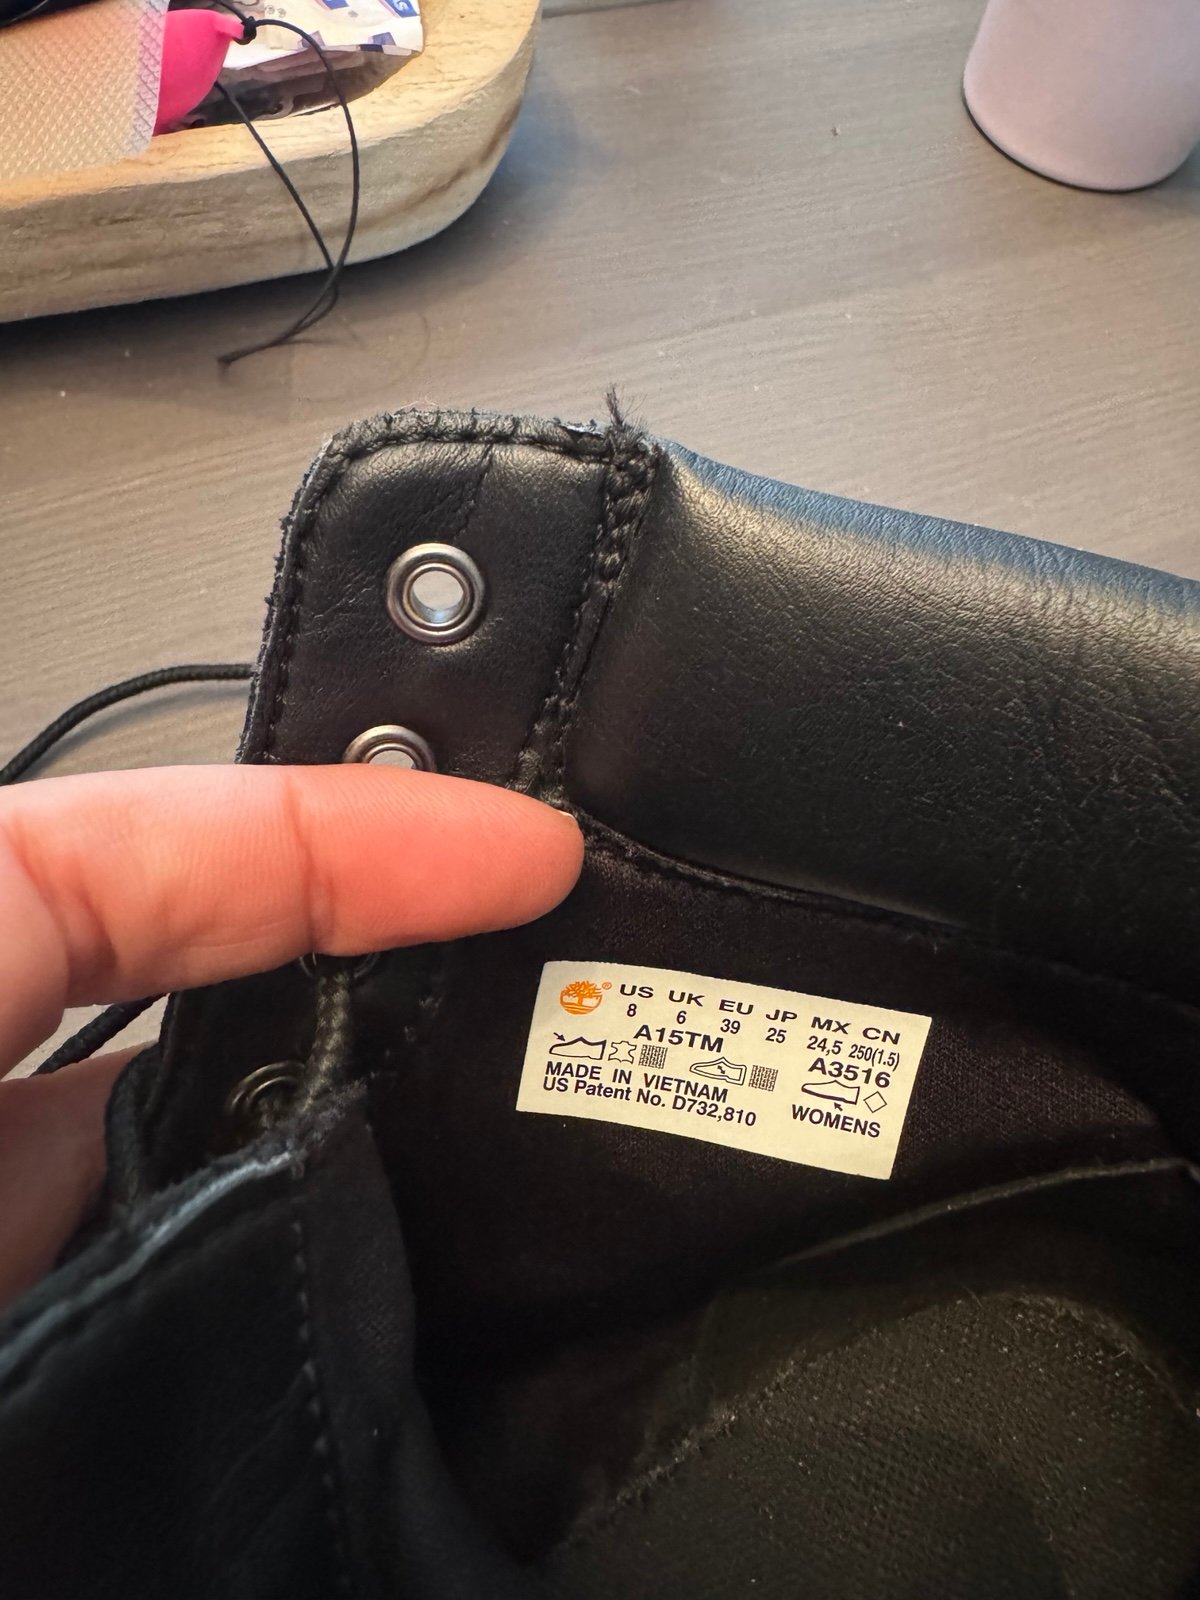 ® US UK EU JP MX CN
8 6 39 25 24,5 250(1.5)
A15TM A3516
MADE IN VIETNAM
US Patent No. D732,810
WOMENS